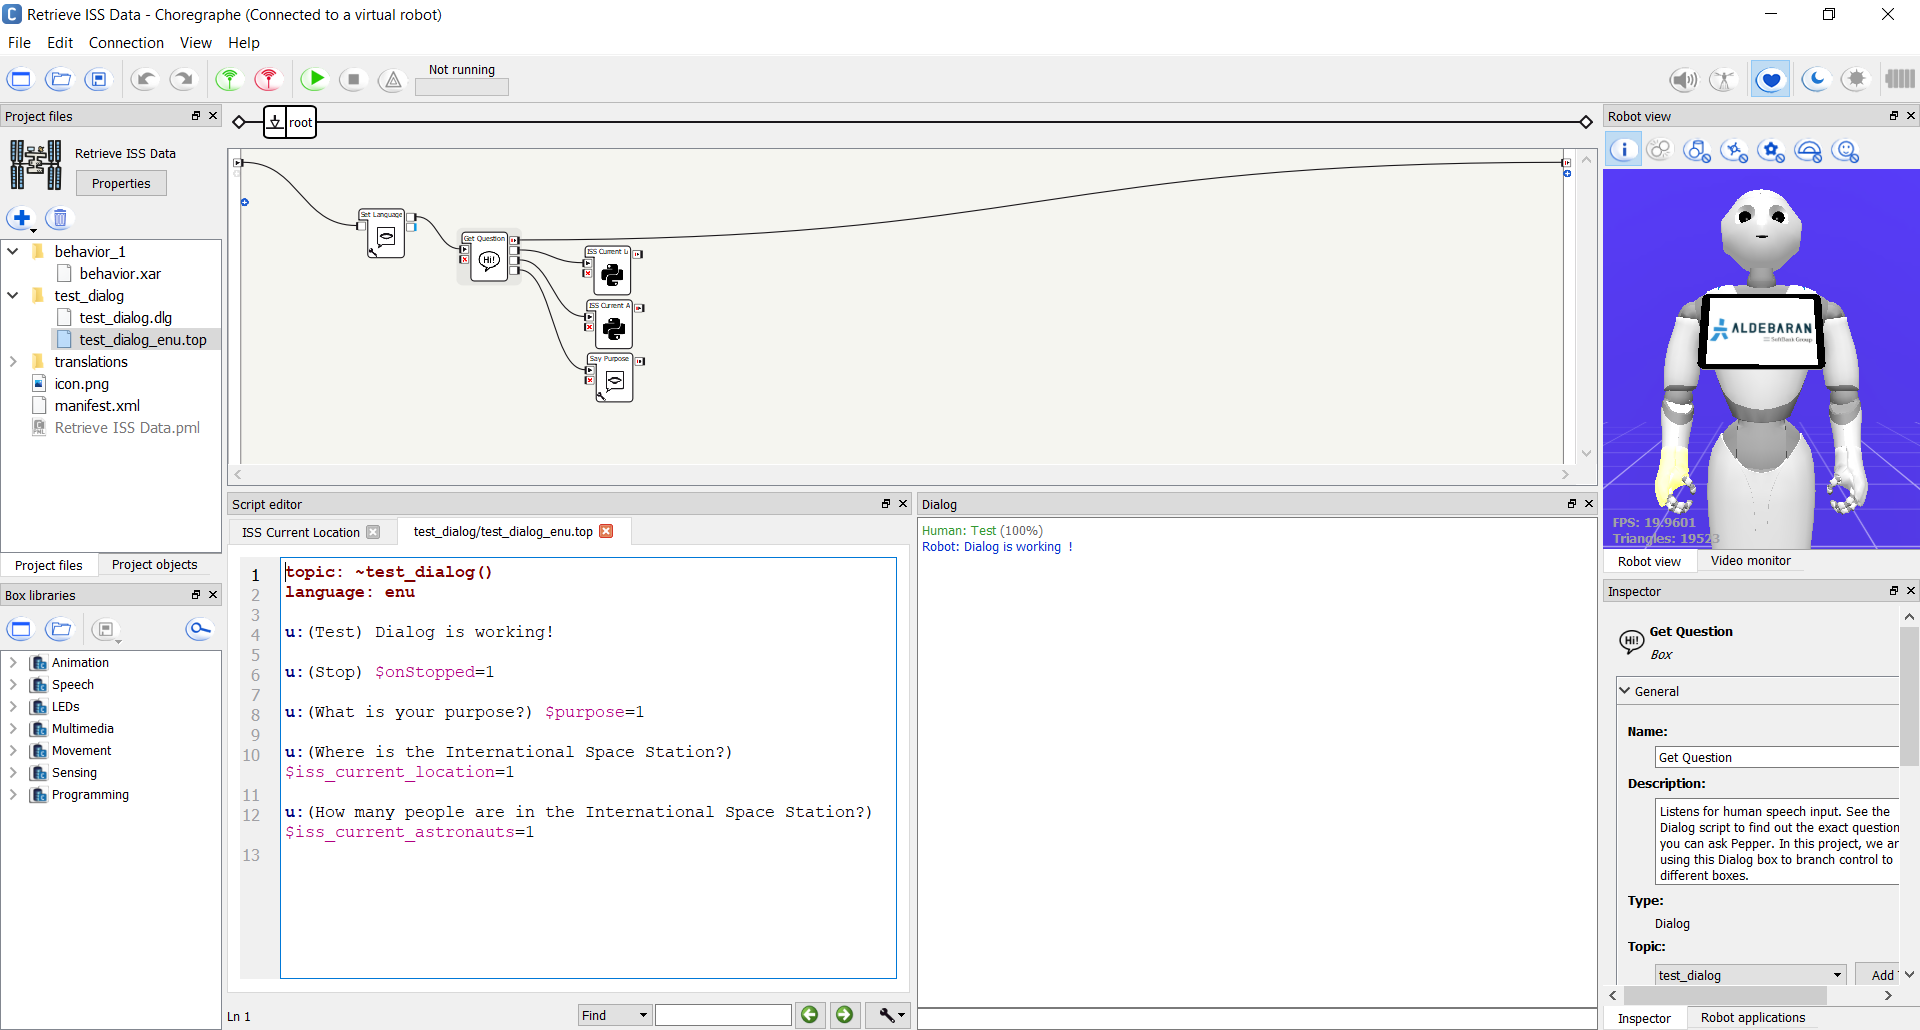 Retrieve ISS Data - Choregraphe (Connected to a virtual robot)
File Edit Connection View Help
Not running
Project files
Retrieve ISS Data
Properties
behavior_1
behavior.xar
test_dialog
test_dialog.dlg
test_dialog_enu.top
translations
icon.png
manifest.xml
Retrieve ISS Data.pml
Project files Project objects
Box libraries
Animation
Speech
LEDs
Multimedia
Movement
Sensing
Programming
root
Set Language
Get Question
Hi!
ISS Current L
ISS Current A
Say Purpose
Script editor
ISS Current Location test_dialog/test_dialog_enu.top
1 topic: ~test_dialog()
2 language: enu
3
4 u:(Test) Dialog is working!
5
6 u:(Stop) $onStopped=1
7
8 u:(What is your purpose?) $purpose=1
9
10 u:(Where is the International Space Station?)
$iss_current_location=1
11
12 u:(How many people are in the International Space Station?)
$iss_current_astronauts=1
13
Ln 1 Find
Dialog
Human: Test (100%)
Robot: Dialog is working !
Robot view
ALDEBARAN
SoftBank Group
FPS: 19.9601
Triangles: 19523
Robot view Video monitor
Inspector
Hi! Get Question
Box
General
Name:
Get Question
Description:
Listens for human speech input. See the
Dialog script to find out the exact question
you can ask Pepper. In this project, we ar
using this Dialog box to branch control to
different boxes.
Type:
Dialog
Topic:
test_dialog Add
Inspector Robot applications